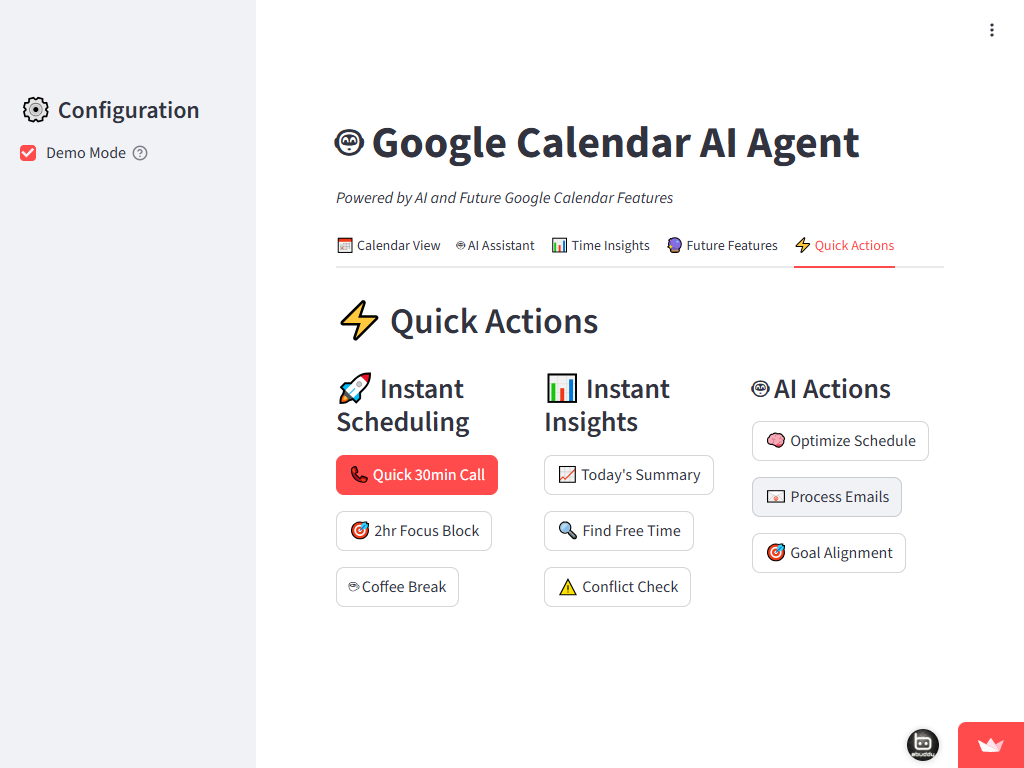 Configuration
Demo Mode
Google Calendar AI Agent
Powered by AI and Future Google Calendar Features
Calendar View
AI Assistant
Time Insights
Future Features
Quick Actions
Quick Actions
Instant
Scheduling
Quick 30min Call
2hr Focus Block
Coffee Break
Instant
Insights
Today's Summary
Find Free Time
Conflict Check
AI Actions
Optimize Schedule
Process Emails
Goal Alignment